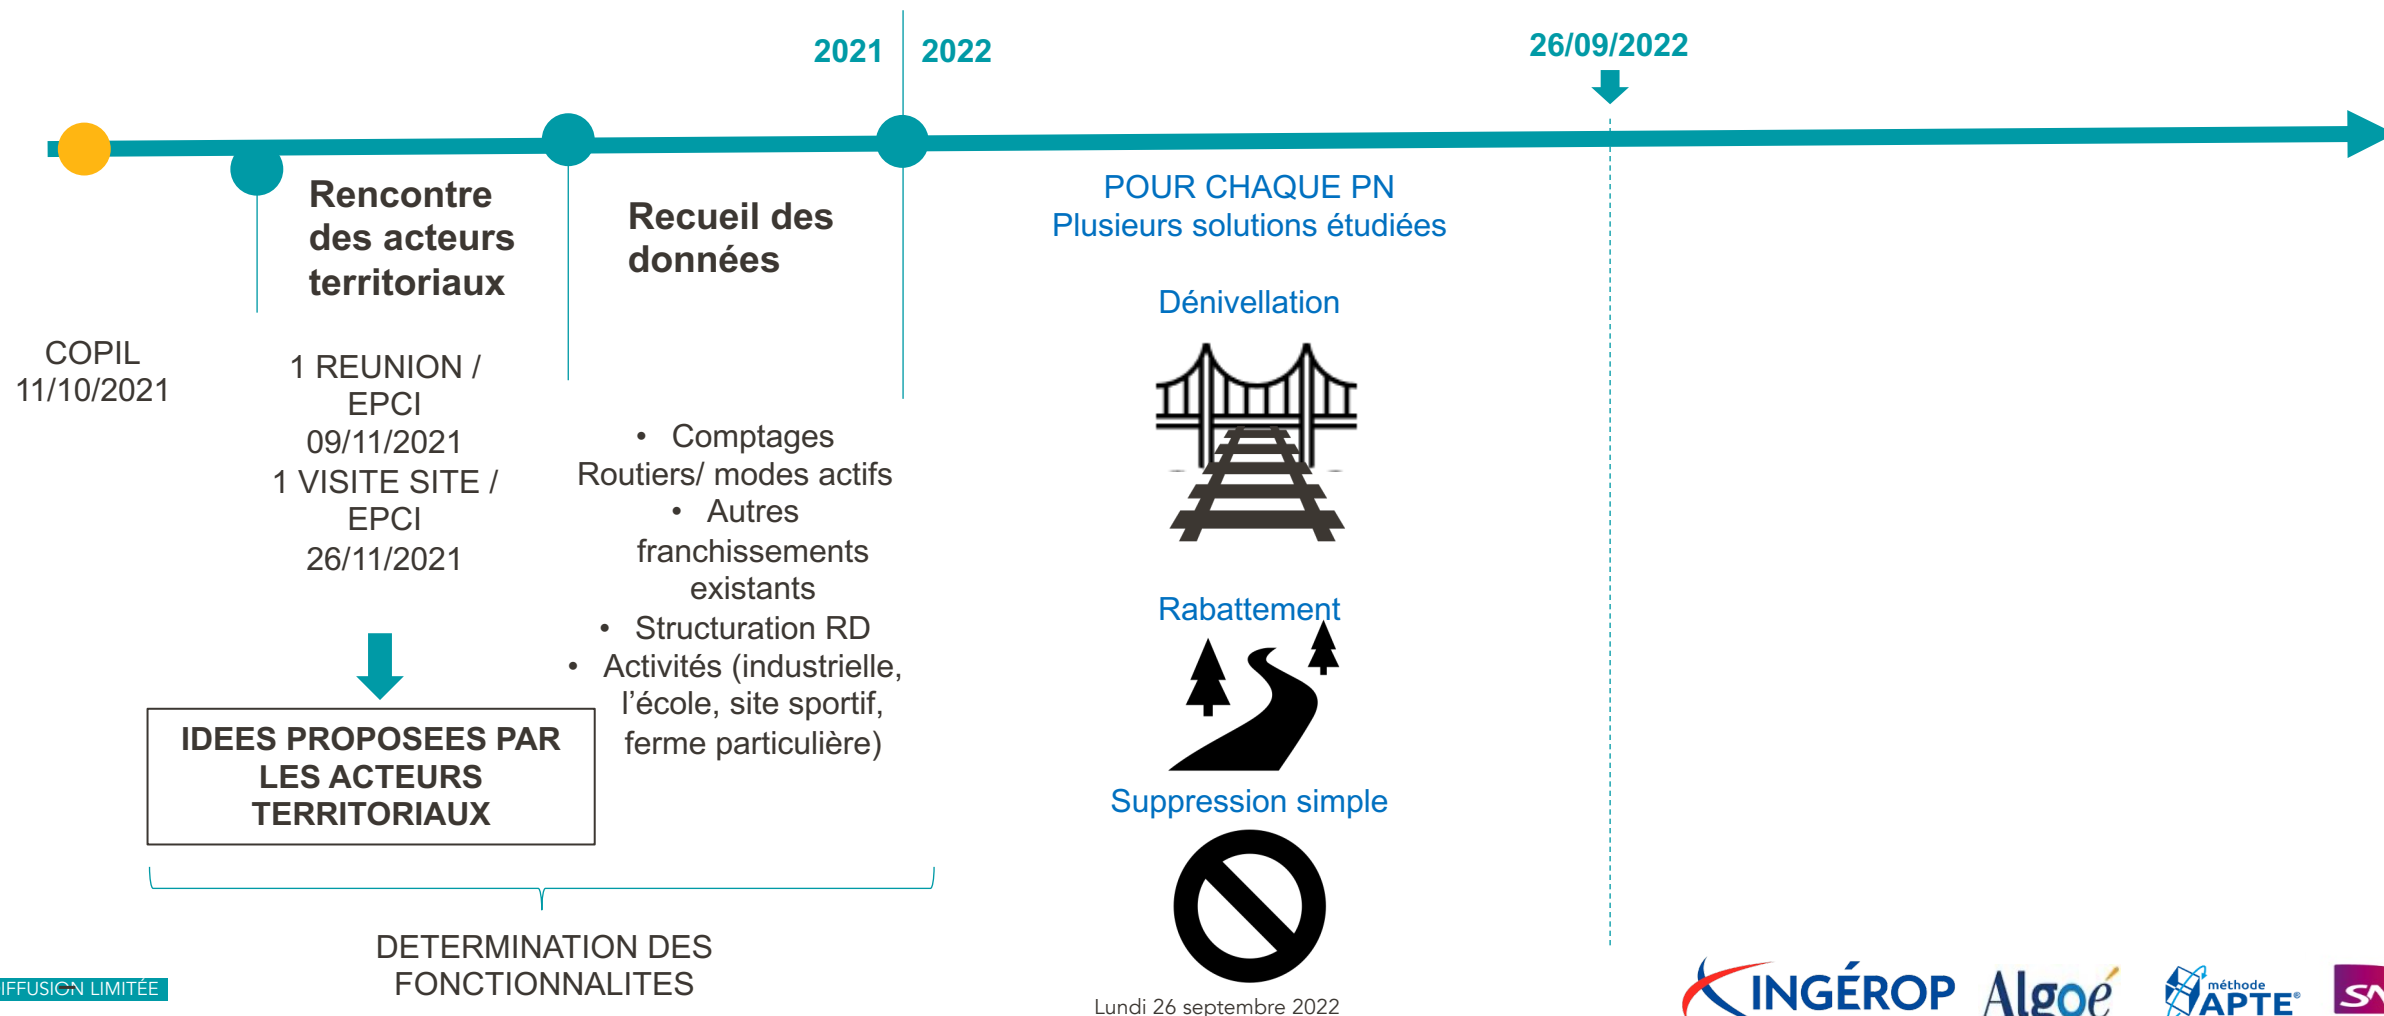 2021
2022
26/09/2022
COPIL
11/10/2021
Rencontre
des acteurs
territoriaux
1 REUNION /
EPCI
09/11/2021
1 VISITE SITE /
EPCI
26/11/2021
IDEES PROPOSEES PAR
LES ACTEURS
TERRITORIAUX
Recueil des
données
• Comptages
Routiers/ modes actifs
• Autres
franchissements
existants
• Structuration RD
• Activités (industrielle,
l'école, site sportif,
ferme particulière)
DETERMINATION DES
FONCTIONNALITES
POUR CHAQUE PN
Plusieurs solutions étudiées
Dénivellation
Rabattement
Suppression simple
IFFUSION LIMITÉE
Lundi 26 septembre 2022
INGÉROP
Algoé
méthode
APTE®